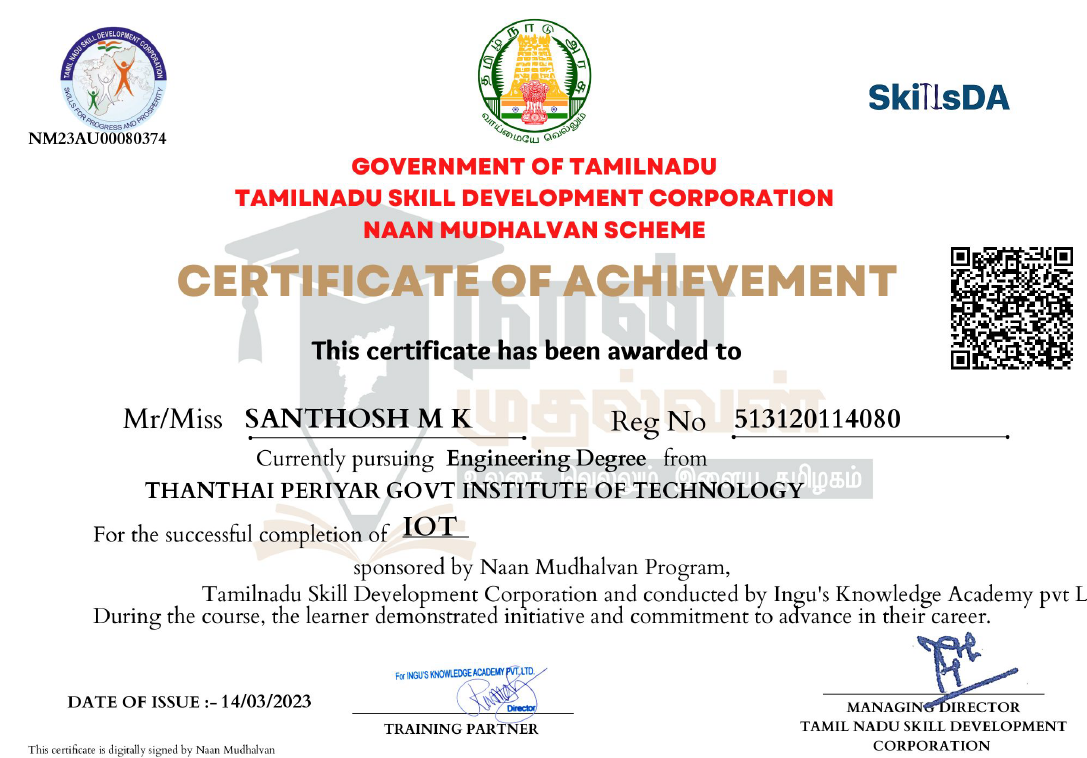 TAMIL NADU SKILL DEVELOPMENT CORPORATION
SKILLS FOR PROGRESS AND PROSPERITY
NM23AU00080374
தமிழ்நாடு அரசு
வாய்மையே வெல்லும்
SkillsDA
GOVERNMENT OF TAMILNADU
TAMILNADU SKILL DEVELOPMENT CORPORATION
NAAN MUDHALVAN SCHEME
CERTIFICATE OF ACHIEVEMENT
நான்
This certificate has been awarded to
முதல்வன்
Mr/Miss SANTHOSH M K Reg No 513120114080
Currently pursuing Engineering Degree from
உலகை வெல்லும் இளைய தமிழகம்
THANTHAI PERIYAR GOVT INSTITUTE OF TECHNOLOGY
For the successful completion of IOT
sponsored by Naan Mudhalvan Program,
Tamilnadu Skill Development Corporation and conducted by Ingu's Knowledge Academy pvt L
During the course, the learner demonstrated initiative and commitment to advance in their career.
For INGU'S KNOWLEDGE ACADEMY PVT, LTD.
Director
DATE OF ISSUE :- 14/03/2023
TRAINING PARTNER
MANAGING DIRECTOR
TAMIL NADU SKILL DEVELOPMENT
CORPORATION
This certificate is digitally signed by Naan Mudhalvan